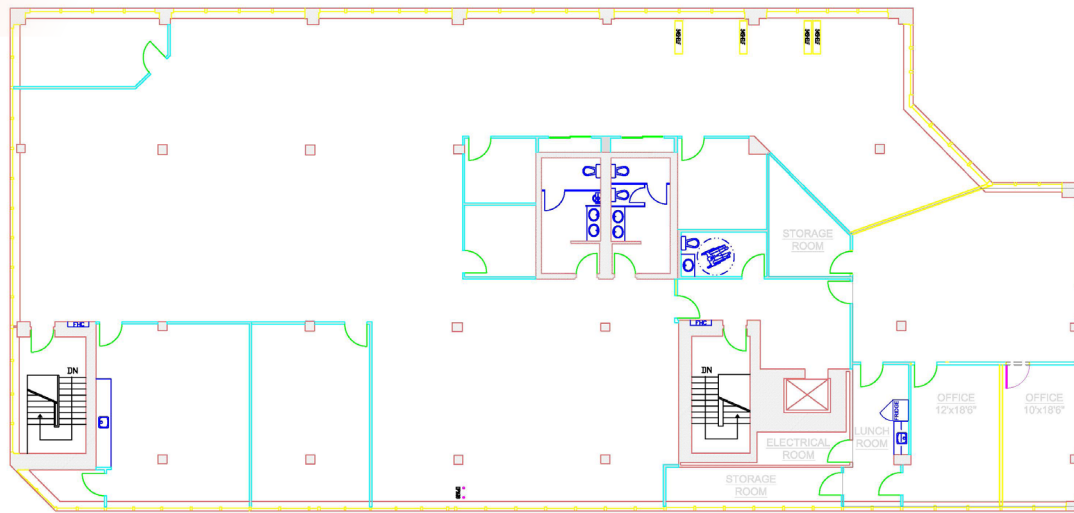 STORAGE
ROOM
FHC
FHC
DN
DN
OFFICE
12'x18'6"
OFFICE
10'x18'6"
FRIDGE
LUNCH
ROOM
ELECTRICAL
ROOM
STORAGE
ROOM